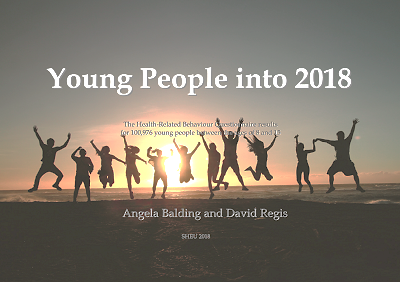 Young People into 2018
The Health-Related Behaviour Questionnaire results
for 100,976 young people between the ages of 8 and 15
Angela Balding and David Regis
SHEU 2018